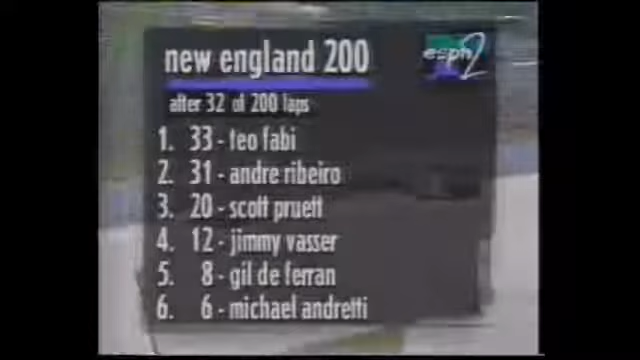 new england 200
espn2
after 32 of 200 laps
1. 33 - teo fabi
2. 31 - andre ribeiro
3. 20 - scott pruett
4. 12 - jimmy vasser
5. 8 - gil de ferran
6. 6 - michael andretti